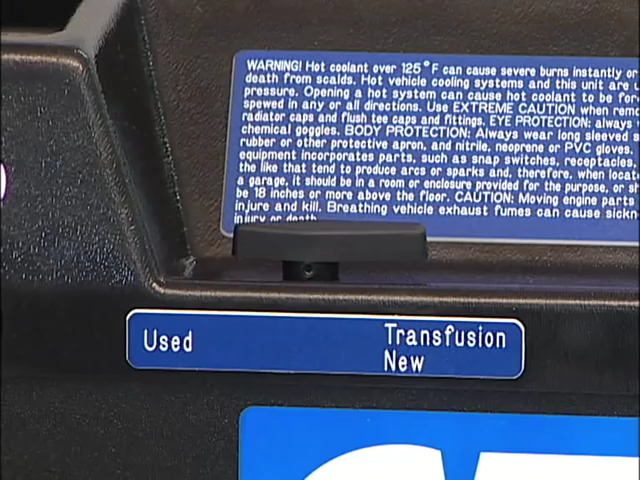 WARNING! Hot coolant over 125°F can cause severe burns instantly or
death from scalds. Hot vehicle cooling systems and this unit are
pressure. Opening a hot system can cause hot coolant to be
spewed in any or all directions. Use EXTREME CAUTION when
radiator caps and flush tee caps and fittings. EYE PROTECTION: always
chemical goggles. BODY PROTECTION: Always wear long sleeved
rubber or other protective apron, and nitrile, neoprene or PVC gloves.
equipment incorporates parts, such as snap switches, receptacles,
the like that tend to produce arcs or sparks and, therefore, when
a garage, it should be in a room or enclosure provided for the purpose, or
be 18 inches or more above the floor. CAUTION: Moving engine parts
injure and kill. Breathing vehicle exhaust fumes can cause
injury or death
Used
Transfusion
New